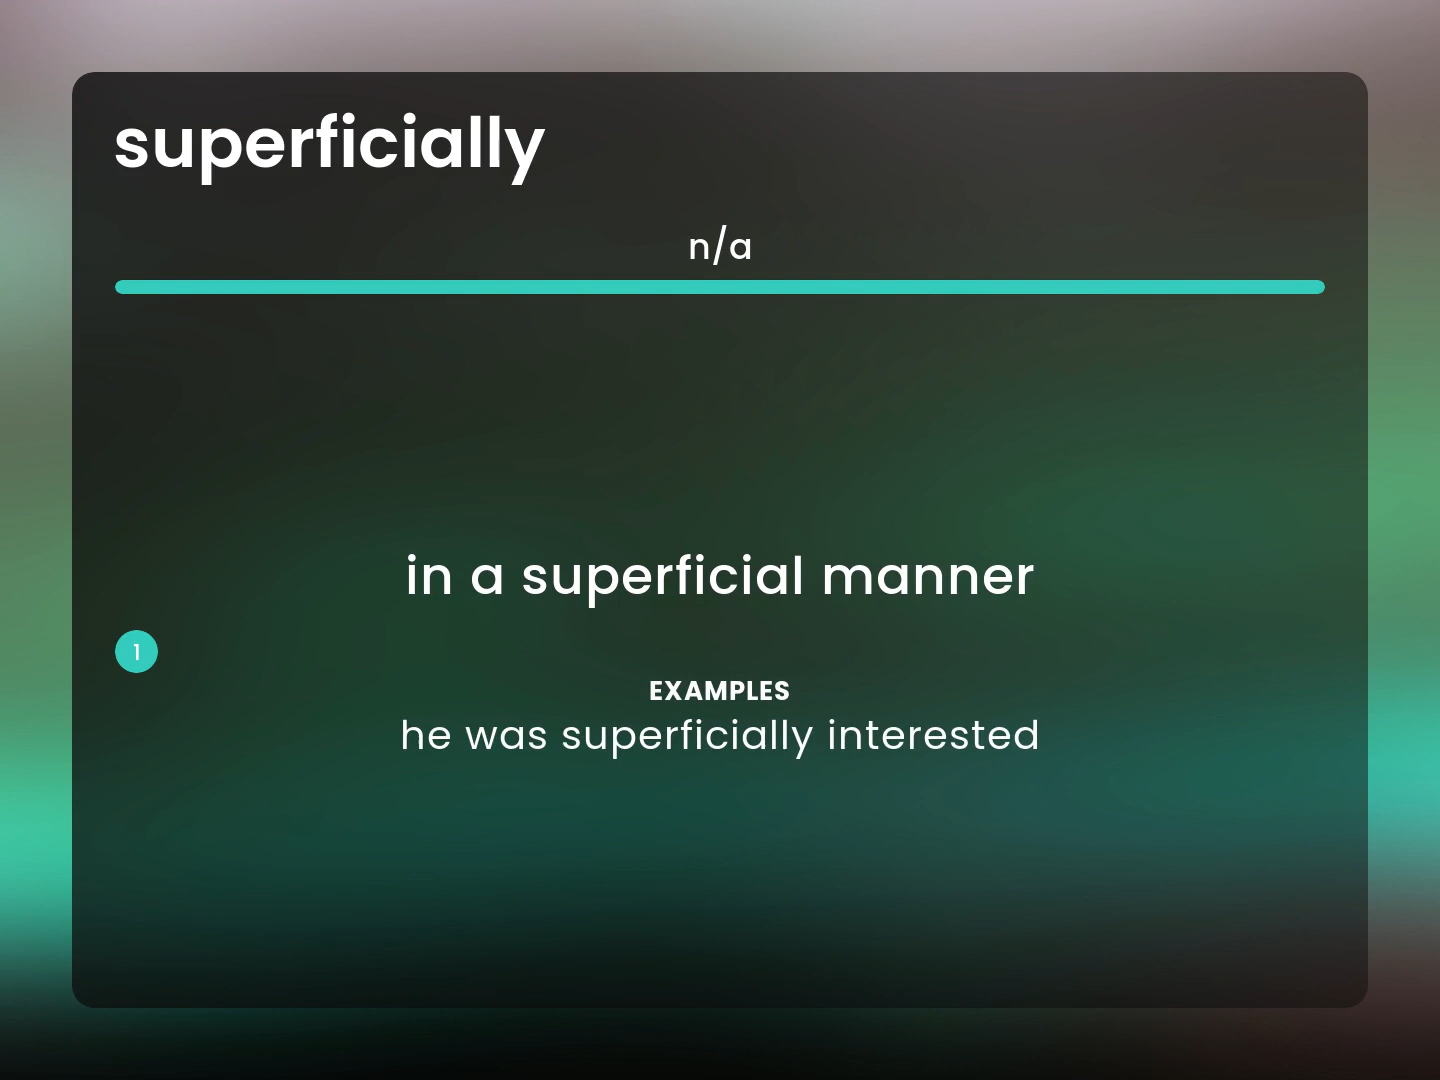 superficially
n/a
in a superficial manner
1
EXAMPLES
he was superficially interested